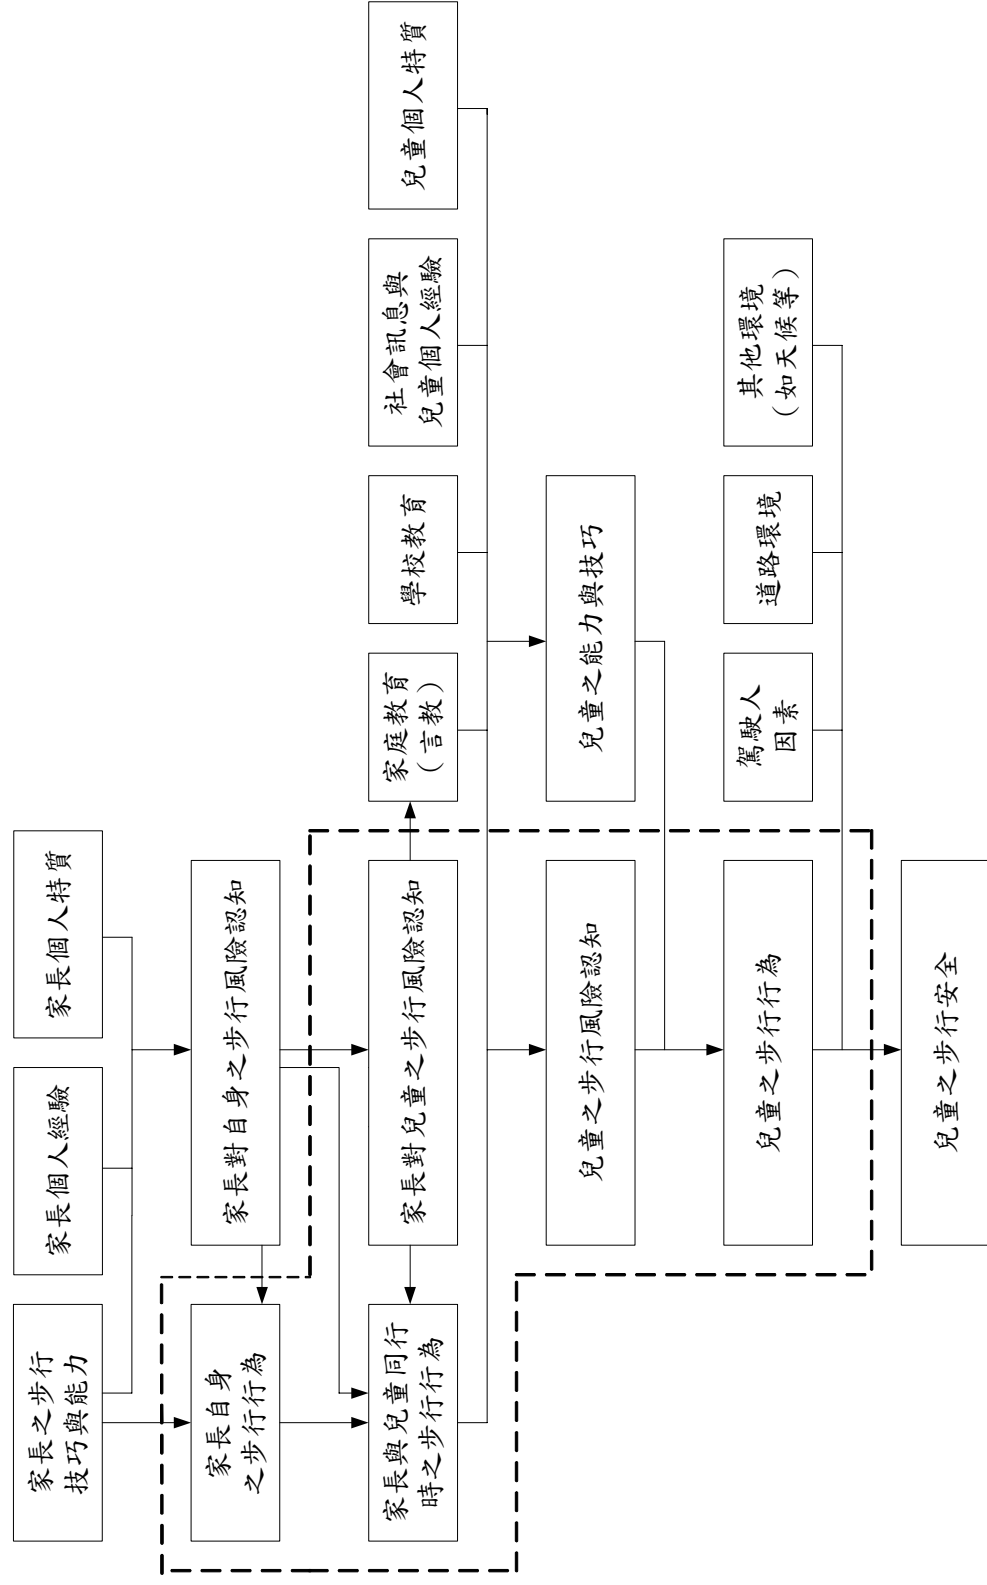 家長之步行
技巧與能力
家長個人經驗
家長個人特質
家長自身
之步行行為
家長對自身之步行風險認知
家長與兒童同行
時之步行行為
家長對兒童之步行風險認知
家庭教育
(言教)
學校教育
社會訊息與
兒童個人經驗
兒童個人特質
兒童之步行風險認知
兒童之能力與技巧
兒童之步行行為
駕駛人
因素
道路環境
其他環境
(如天候等)
兒童之步行安全